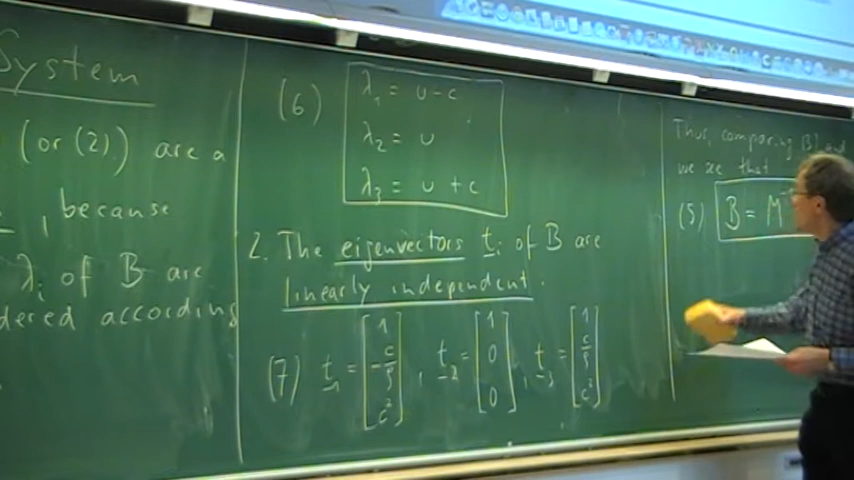 System
(or (2)) are a
, because
λᵢ of B are
dered according
(6) λ₁ = u - c
λ₂ = u
λ₃ = u + c
2. The eigenvectors tᵢ of B are
linearly independent.
(7) t₁ = [1, -c/ρ, c²], t₂ = [1, 0, 0], t₃ = [1, c/ρ, c²]
Thus, comparing (3) and
we see that
(5) B = M⁻¹